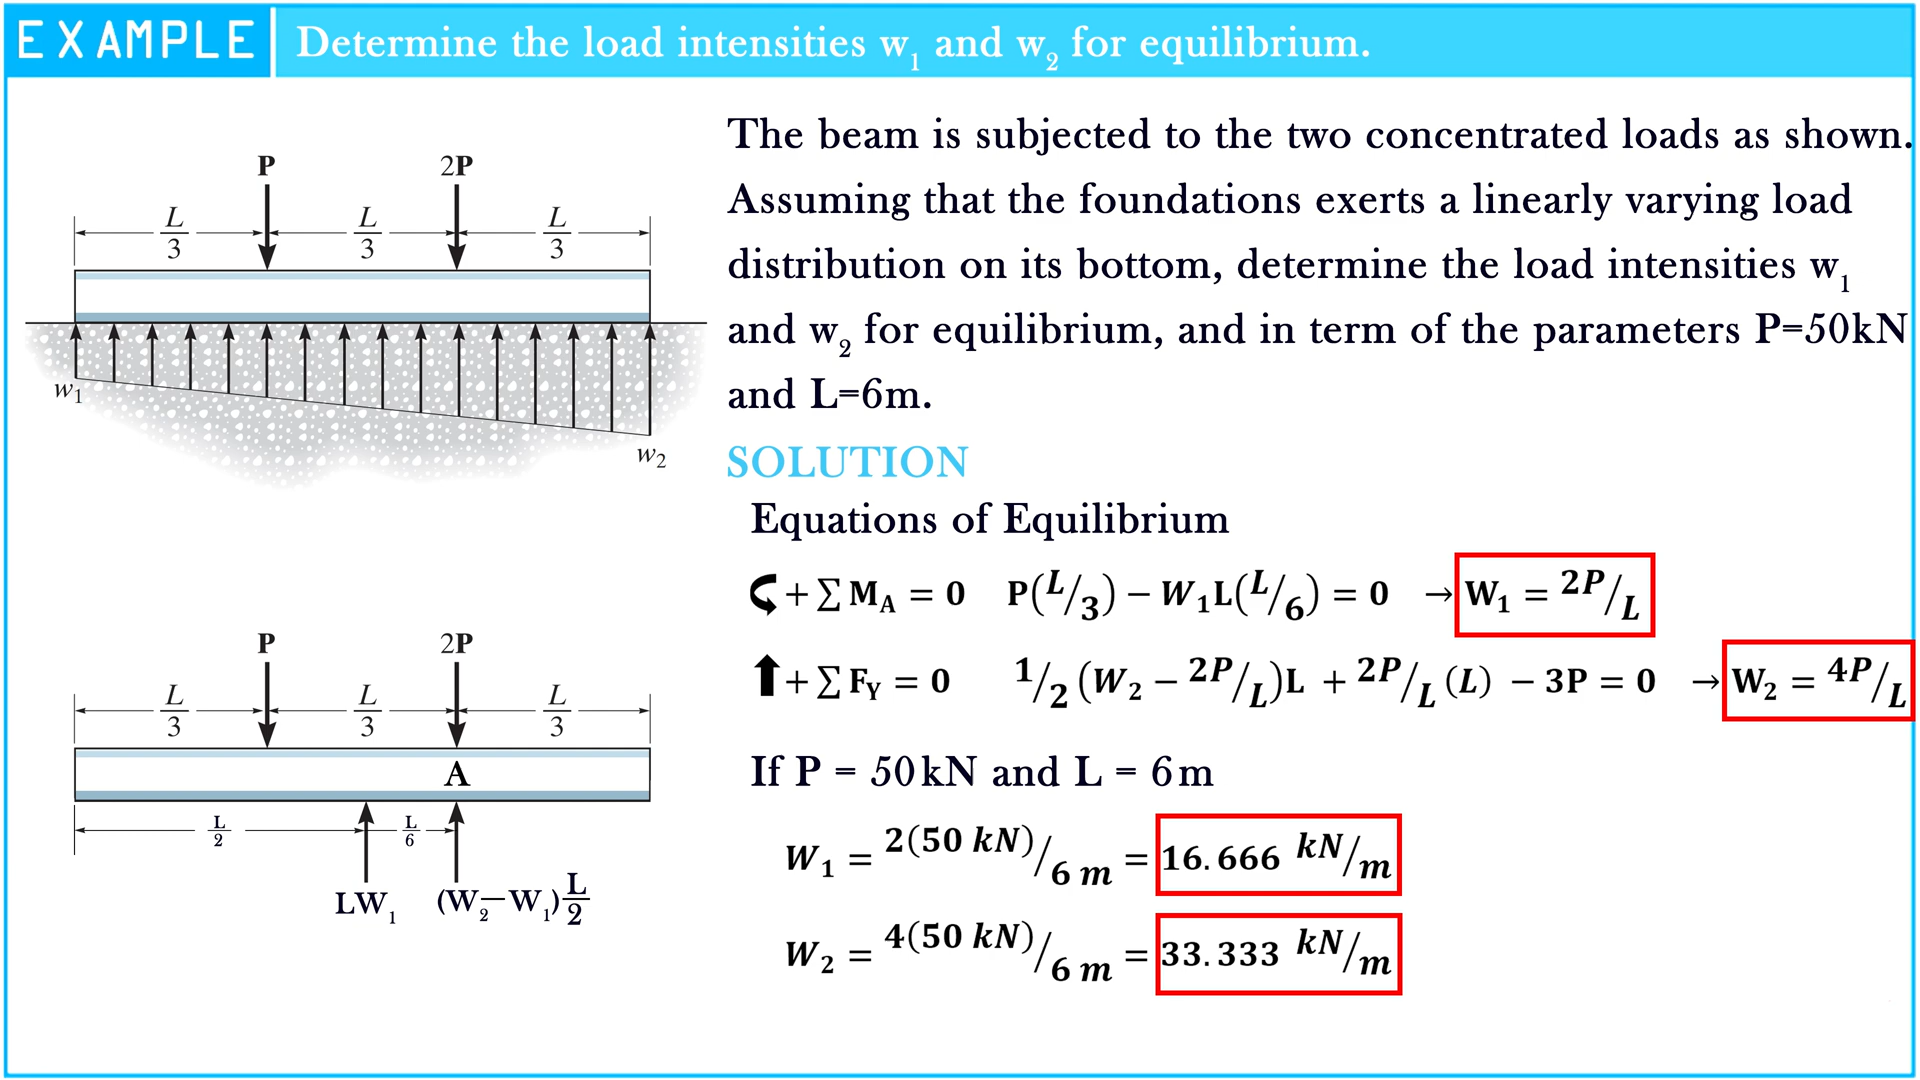 EXAMPLE
Determine the load intensities w₁ and w₂ for equilibrium.
The beam is subjected to the two concentrated loads as shown.
Assuming that the foundations exerts a linearly varying load
distribution on its bottom, determine the load intensities w₁
and w₂ for equilibrium, and in term of the parameters P=50kN
and L=6m.
P 2P
L/3 L/3 L/3
w₁
w₂
SOLUTION
Equations of Equilibrium
+ ∑ M_A = 0 P(L/3) − W₁L(L/6) = 0 → W₁ = 2P/L
+ ∑ F_Y = 0 1/2 (W₂ − 2P/L)L + 2P/L (L) − 3P = 0 → W₂ = 4P/L
P 2P
L/3 L/3 L/3
A
L/2 L/6
LW₁ (W₂−W₁)L/2
If P = 50kN and L = 6m
W₁ = 2(50 kN)/6 m = 16.666 kN/m
W₂ = 4(50 kN)/6 m = 33.333 kN/m